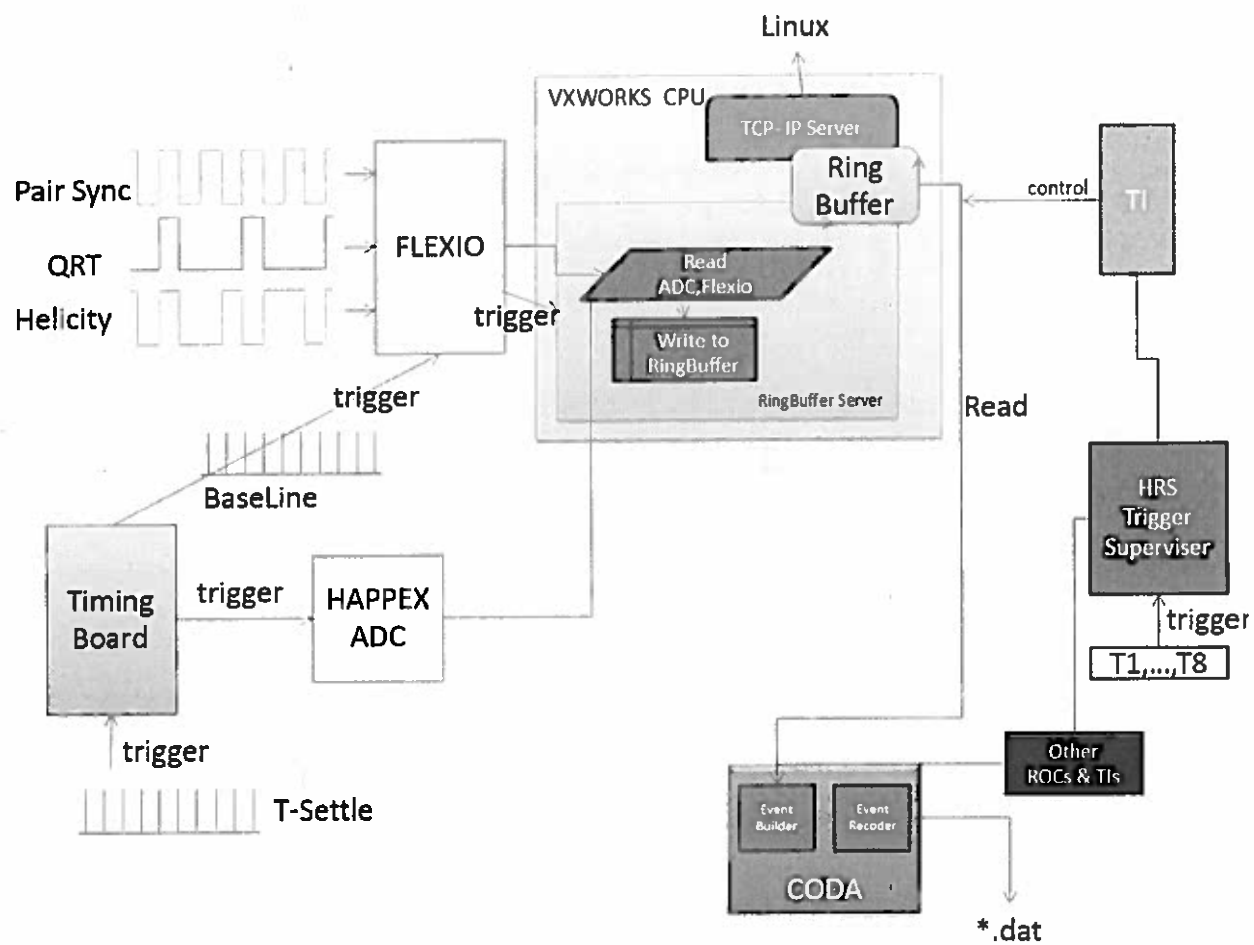 Linux
VXWORKS CPU
TCP-IP Server
Ring
Buffer
Pair Sync
QRT
Helicity
FLEXIO
trigger
Read
ADC,Flexio
Write to
RingBuffer
RingBuffer Server
control
TI
Read
trigger
BaseLine
HRS
Trigger
Superviser
trigger
T1,...,T8
Timing
Board
trigger
HAPPEX
ADC
trigger
T-Settle
Other
ROCs & TIs
Event
Builder
Event
Recoder
CODA
*.dat